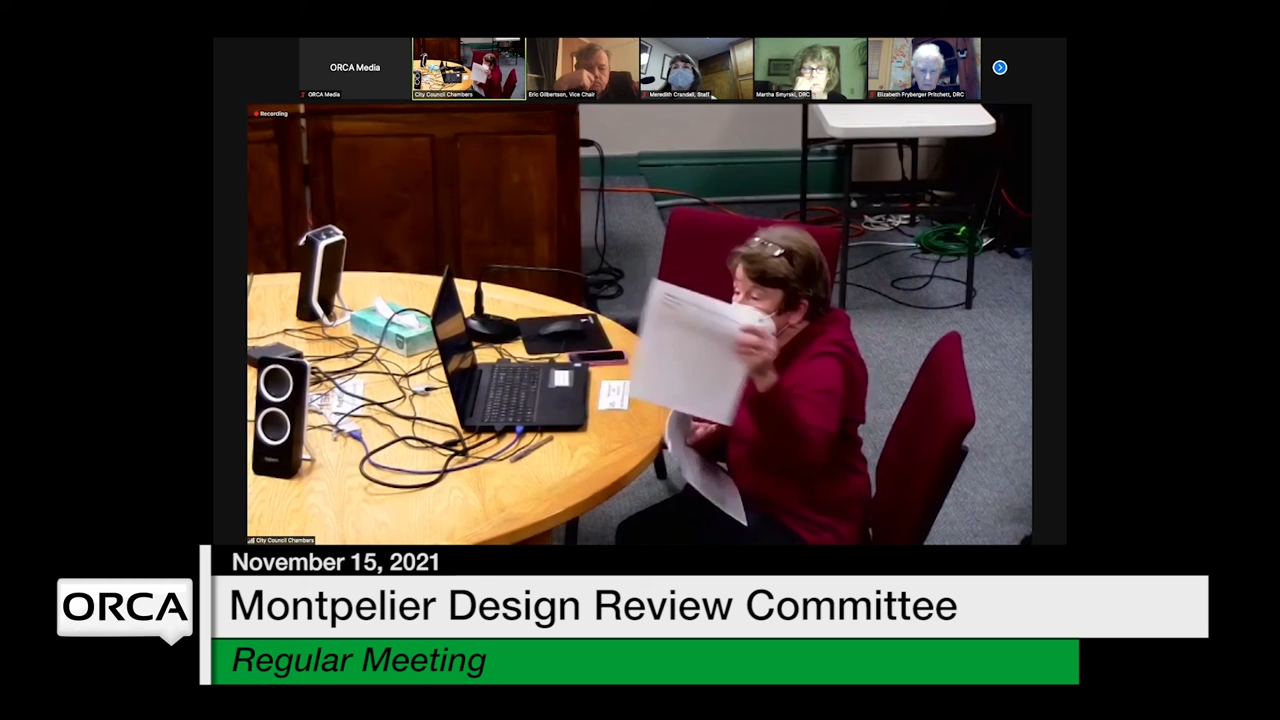 ORCA Media
ORCA Media
City Council Chambers
Eric Gilbertson, Vice Chair
Meredith Crandall, Staff
Martha Smyrski, DRC
Elizabeth Fryberger Pritchett, DRC
Recording
City Council Chambers
November 15, 2021
ORCA
Montpelier Design Review Committee
Regular Meeting